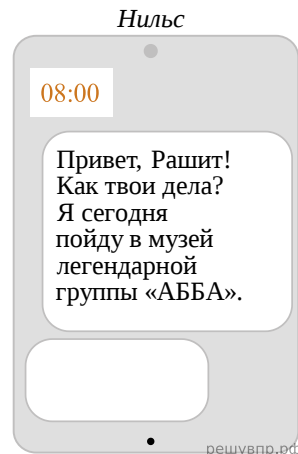 Нильс
08:00
Привет, Рашит!
Как твои дела?
Я сегодня
пойду в музей
легендарной
группы «АББА».
решувпр.рф